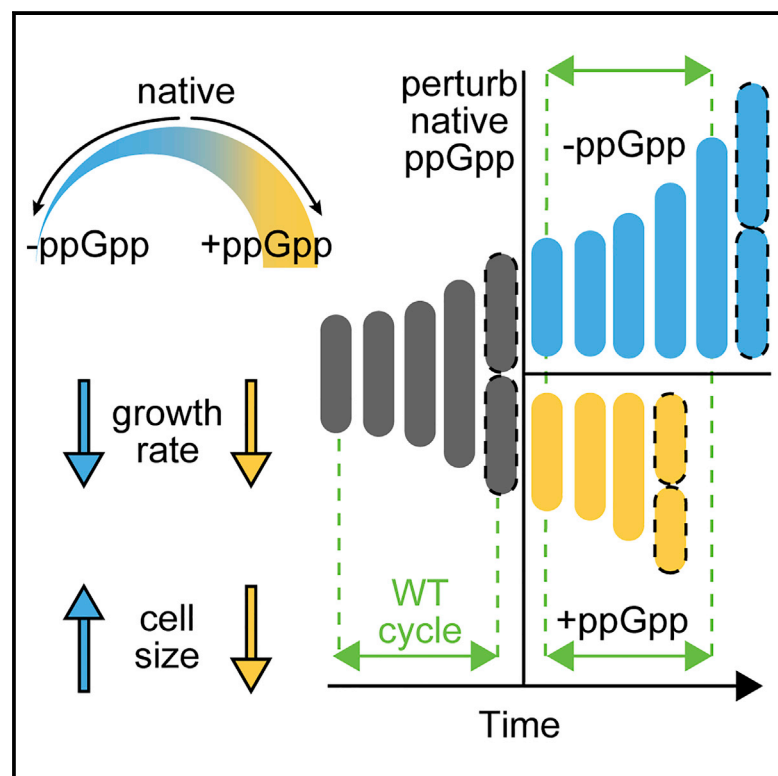 native
-ppGpp
+ppGpp
growth
rate
cell
size
perturb
native
ppGpp
-ppGpp
+ppGpp
WT
cycle
Time